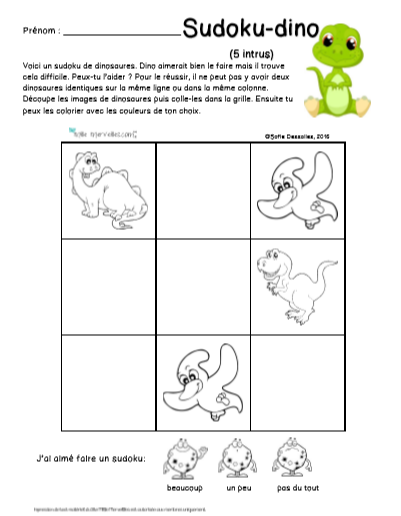 Prénom : ____________________ Sudoku-dino
(5 intrus)
Voici un sudoku de dinosaures. Dino aimerait bien le faire mais il trouve
cela difficile. Peux-tu l'aider ? Pour le réussir, il ne peut pas y avoir deux
dinosaures identiques sur la même ligne ou dans la même colonne.
Découpe les images de dinosaures puis colle-les dans la grille. Ensuite tu
peux les colorier avec les couleurs de ton choix.
©Sofie Dessalles, 2016
J'ai aimé faire un sudoku:
beaucoup un peu pas du tout